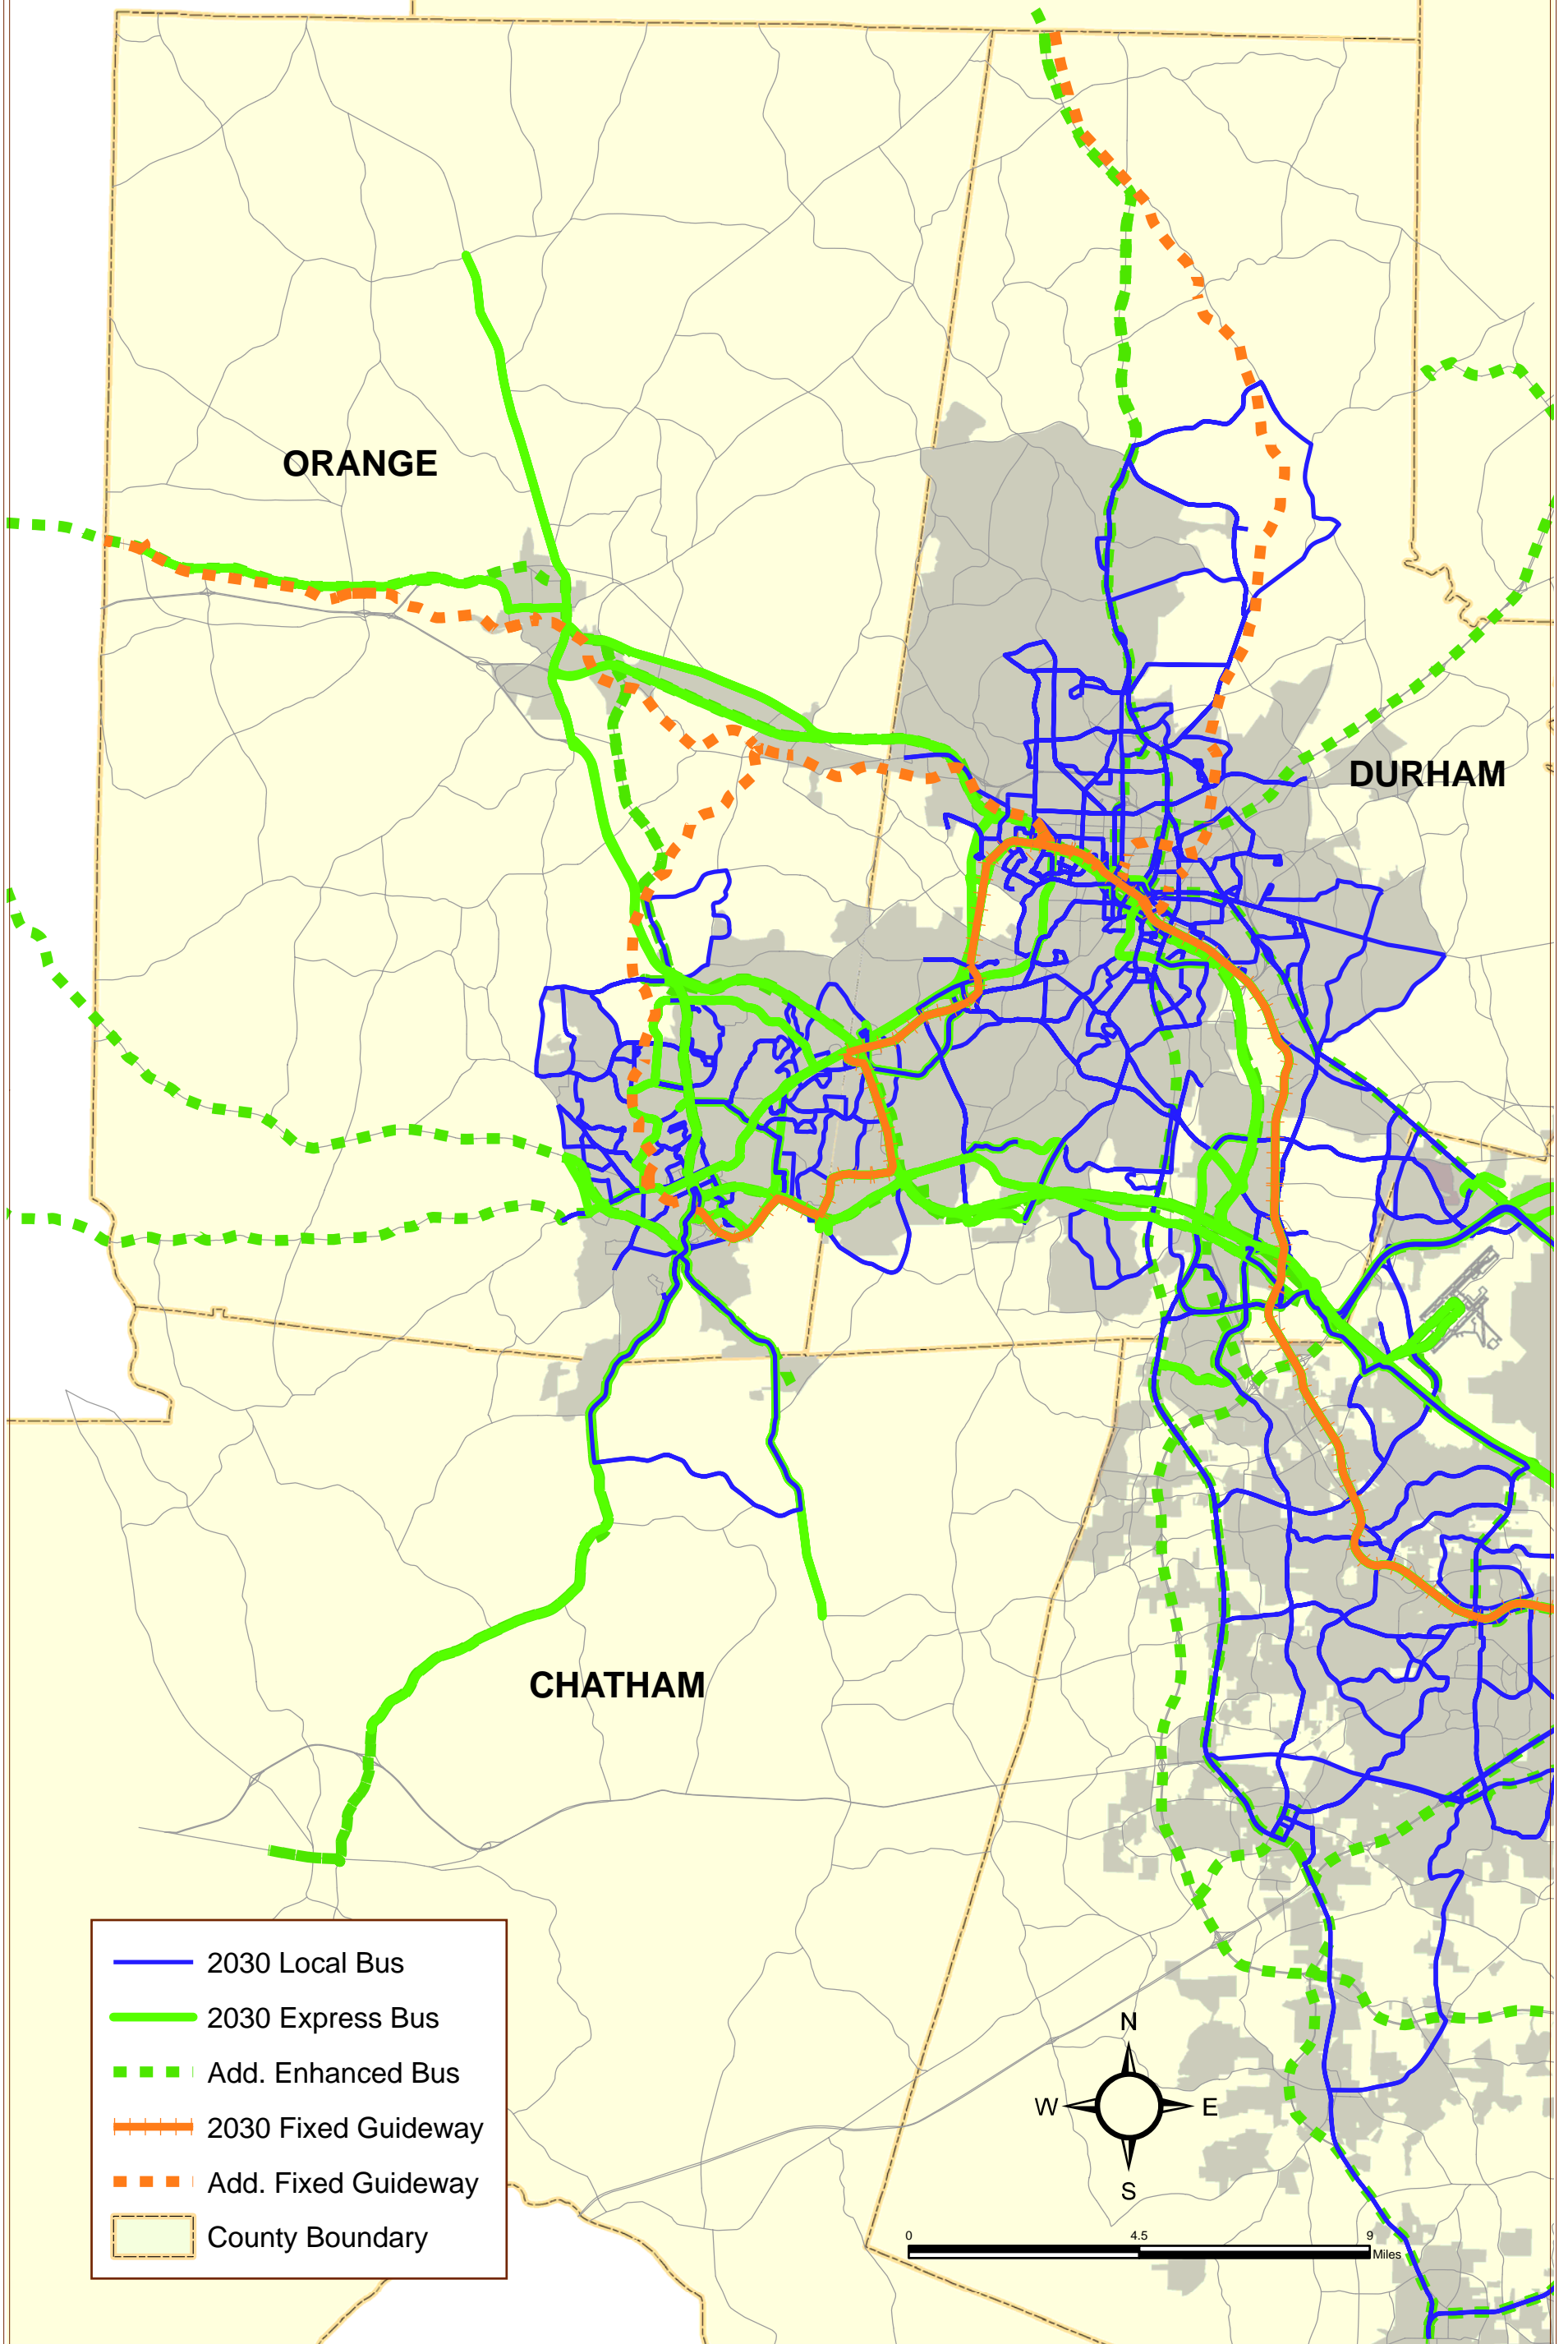 ORANGE
DURHAM
CHATHAM
2030 Local Bus
2030 Express Bus
Add. Enhanced Bus
2030 Fixed Guideway
Add. Fixed Guideway
County Boundary
N
W
E
S
0
4.5
9
Miles